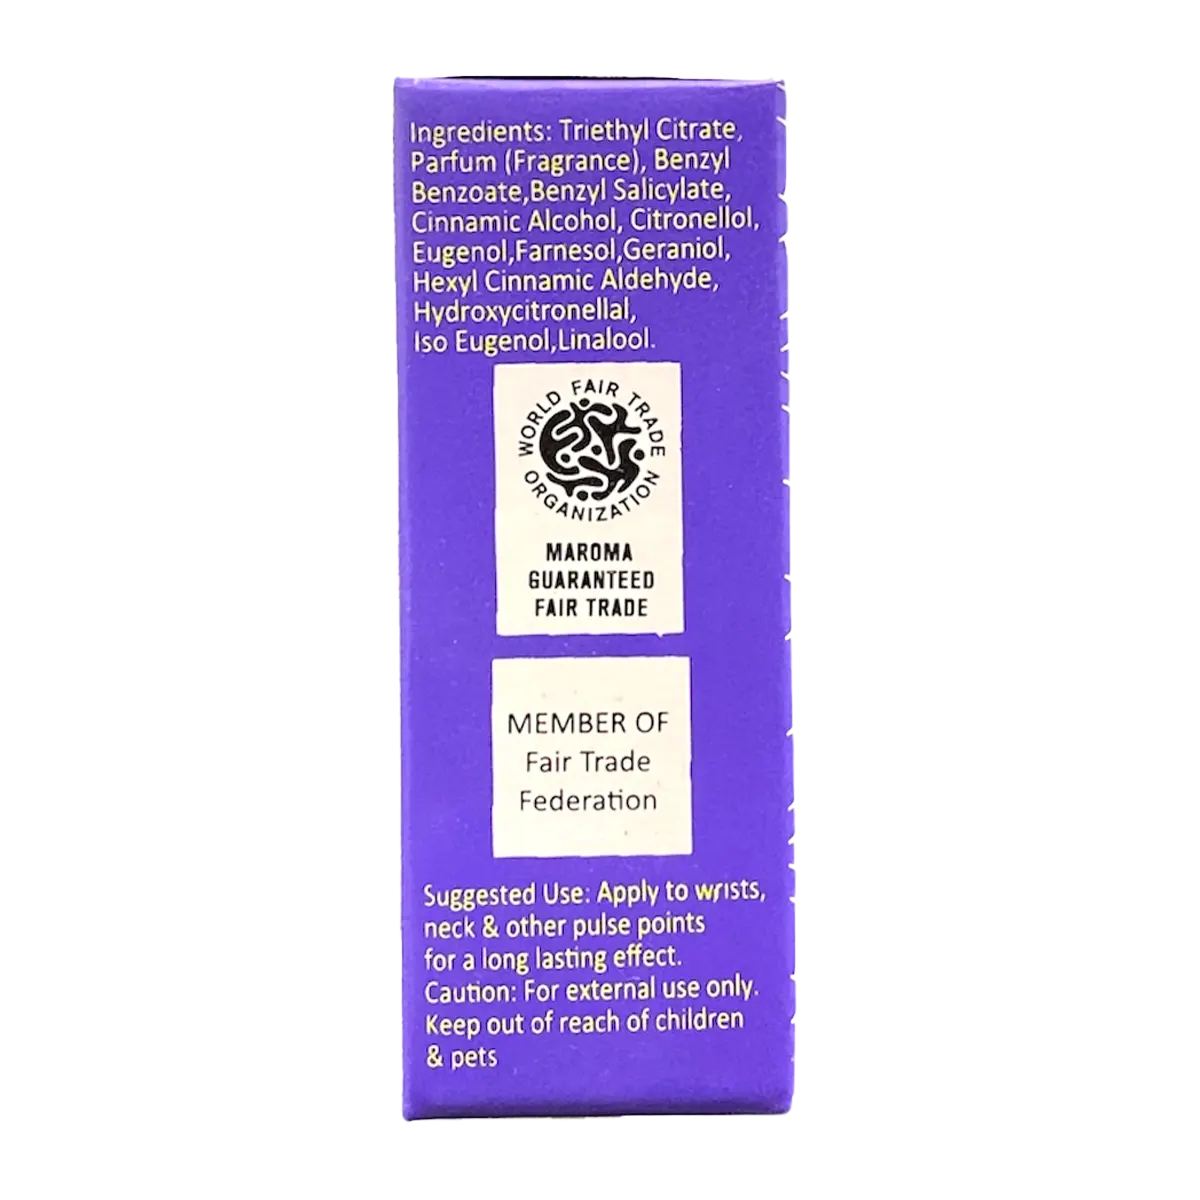 Ingredients: Triethyl Citrate,
Parfum (Fragrance), Benzyl
Benzoate,Benzyl Salicylate,
Cinnamic Alcohol, Citronellol,
Eugenol,Farnesol,Geraniol,
Hexyl Cinnamic Aldehyde,
Hydroxycitronellal,
Iso Eugenol,Linalool.
WORLD FAIR TRADE
ORGANIZATION
MAROMA
GUARANTEED
FAIR TRADE
MEMBER OF
Fair Trade
Federation
Suggested Use: Apply to wrists,
neck & other pulse points
for a long lasting effect.
Caution: For external use only.
Keep out of reach of children
& pets